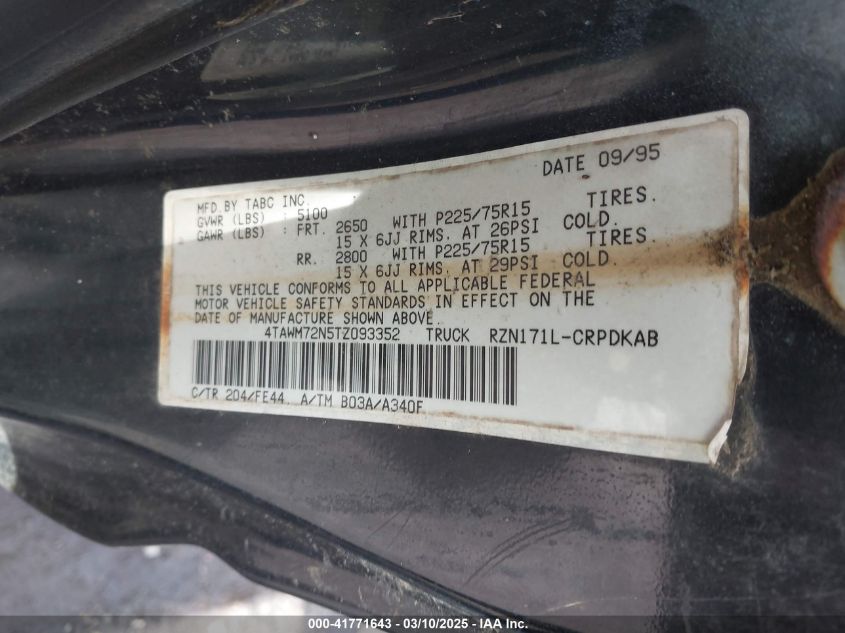 DATE 09/95
MFD.BY TABC INC.
GVWR (LBS) : 5100
GAWR (LBS) : FRT. 2650 WITH P225/75R15 TIRES.
15 X 6JJ RIMS. AT 26PSI COLD.
RR. 2800 WITH P225/75R15 TIRES.
15 X 6JJ RIMS. AT 29PSI COLD.
THIS VEHICLE CONFORMS TO ALL APPLICABLE FEDERAL
MOTOR VEHICLE SAFETY STANDARDS IN EFFECT ON THE
DATE OF MANUFACTURE SHOWN ABOVE.
4TAWM72N5TZ093352 TRUCK RZN171L-CRPDKAB
C/TR 204/FE44 A/TM B03A/A340F
000-41771643 / 03/10/2025 - IAA Inc.